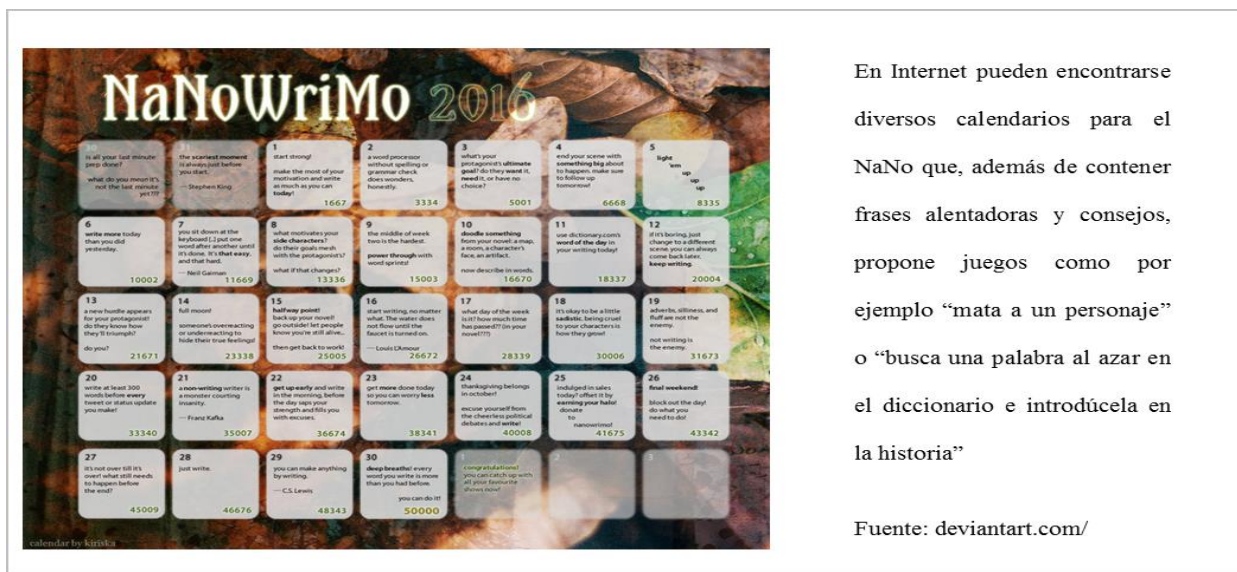 NaNoWriMo 2016
30
is all your last minute
prep done?
what do you mean it's
not the last minute
yet???
31
the scariest moment
is always just before
you start.
— Stephen King
1
start strong!
make the most of your
motivation and write
as much as you can
today!
1667
2
a word processor
without spelling or
grammar check
does wonders,
honestly.
3334
3
what's your
protagonist's ultimate
goal? do they want it,
need it, or have no
choice?
5001
4
end your scene with
something big about
to happen. make sure
to follow up
tomorrow!
6668
5
light
'em
up
up
up
8335
6
write more today
than you did
yesterday.
10002
7
you sit down at the
keyboard [..] put one
word after another until
it's done. It's that easy,
and that hard.
— Neil Gaiman
11669
8
what motivates your
side characters?
do their goals mesh
with the protagonist's?
what if that changes?
13336
9
the middle of week
two is the hardest.
power through with
word sprints!
15003
10
doodle something
from your novel: a map,
a room, a character's
face, an artifact.
now describe in words.
16670
11
use dictionary.com's
word of the day in
your writing today!
18337
12
if it's boring, just
change to a different
scene. you can always
come back later.
keep writing.
20004
13
a new hurdle appears
for your protagonist!
do they know how
they'll triumph?
do you?
21671
14
full moon!
someone's overreacting
or underreacting to
hide their true feelings!
23338
15
halfway point!
back up your novel!
go outside! let people
know you're still alive...
then get back to work!
25005
16
start writing, no matter
what. The water does
not flow until the
faucet is turned on.
— Louis L'Amour
26672
17
what day of the week
is it? how much time
has passed?? (in your
novel???)
28339
18
it's okay to be a little
sadistic. being cruel
to your characters is
how they grow!
30006
19
adverbs, silliness, and
fluff are not the
enemy.
not writing is
the enemy.
31673
20
write at least 300
words before every
tweet or status update
you make!
33340
21
a non-writing writer is
a monster courting
insanity.
— Franz Kafka
35007
22
get up early and write
in the morning, before
the day saps your
strength and fills you
with excuses.
36674
23
get more done today
so you can worry less
tomorrow.
38341
24
thanksgiving belongs
in october!
excuse yourself from
the cheerless political
debates and write!
40008
25
indulged in sales
today? offset it by
earning your halo!
donate
to
nanowrimo!
41675
26
final weekend!
block out the day!
do what you
need to do!
43342
27
it's not over till it's
over! what still needs
to happen before
the end?
45009
28
just write.
46676
29
you can make anything
by writing.
— C.S. Lewis
48343
30
deep breaths! every
word you write is more
than you had before.
you can do it!
50000
1
congratulations!
you can catch up with
all your favourite
shows now!
2
3
calendar by kiriska
En Internet pueden encontrarse
diversos calendarios para el
NaNo que, además de contener
frases alentadoras y consejos,
propone juegos como por
ejemplo “mata a un personaje”
o “busca una palabra al azar en
el diccionario e introdúcela en
la historia”
Fuente: deviantart.com/